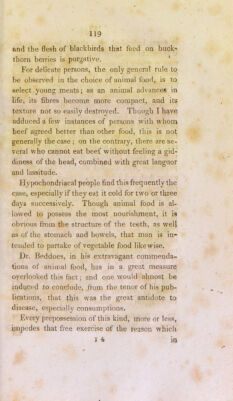 119
and the flesh of blackbirds that feed on buck-
thorn berries is purgative.
For delicate persons, the only general rule to
be observed in the choice of animal food, is to
select young meats; as an animal advances in
life, its fibres become more compact, and its
texture not so easily destroyed. Though I have
adduced a few instances of persons with whom
beef agreed better than other food, this is not
generally the case; on the contrary, there are se-
veral who cannot eat beef without feeling a gid-
diness of the head, combined with great languor
and lassitude.
Hypochondriacal people find this frequently the
case, especially if they eat it cold for two or three
days successively. Though animal food is al-
lowed to possess the most nourishment, it is
obvious from the structure of the teeth, as well
as of the stomach and bowels, that man is in-
tended to partake of vegetable food likewise.
Dr. Beddoes, in his extravagant commenda-
tions of animal food, has in a great measure
overlooked this fact; and one would almost be
induced to conclude, from the tenor of his pub-
lications, that this was the great antidote to
disease, especially consumptions.
Every prepossession of this kind, more or less,
impedes that free exercise of the reason which
I 4 in